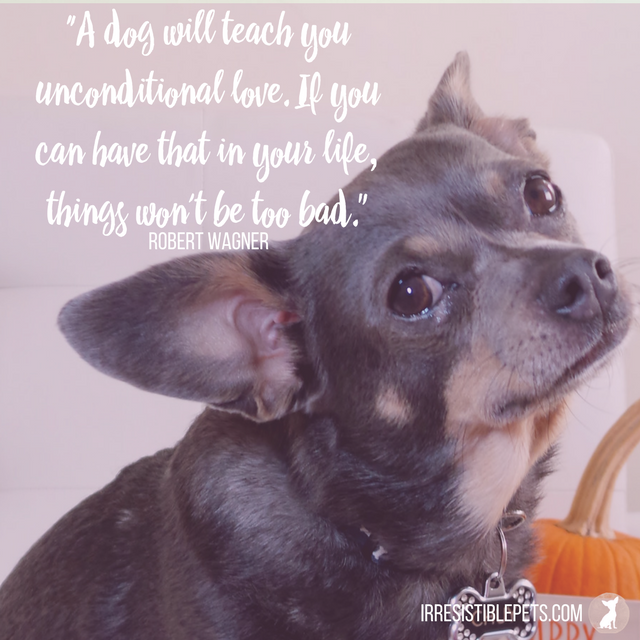 "A dog will teach you
unconditional love. If you
can have that in your life,
things won't be too bad."
ROBERT WAGNER
IRRESISTIBLEPETS.COM